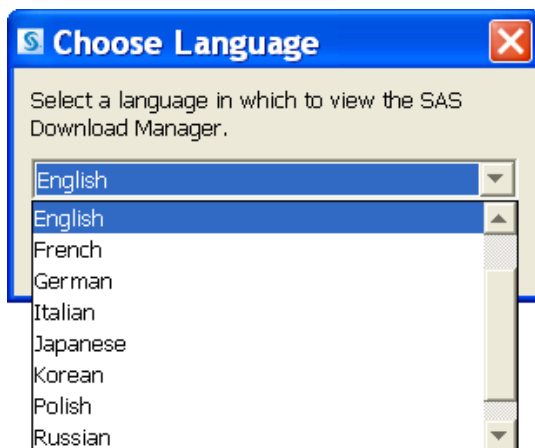 Choose Language
Select a language in which to view the SAS
Download Manager.
English
English
French
German
Italian
Japanese
Korean
Polish
Russian